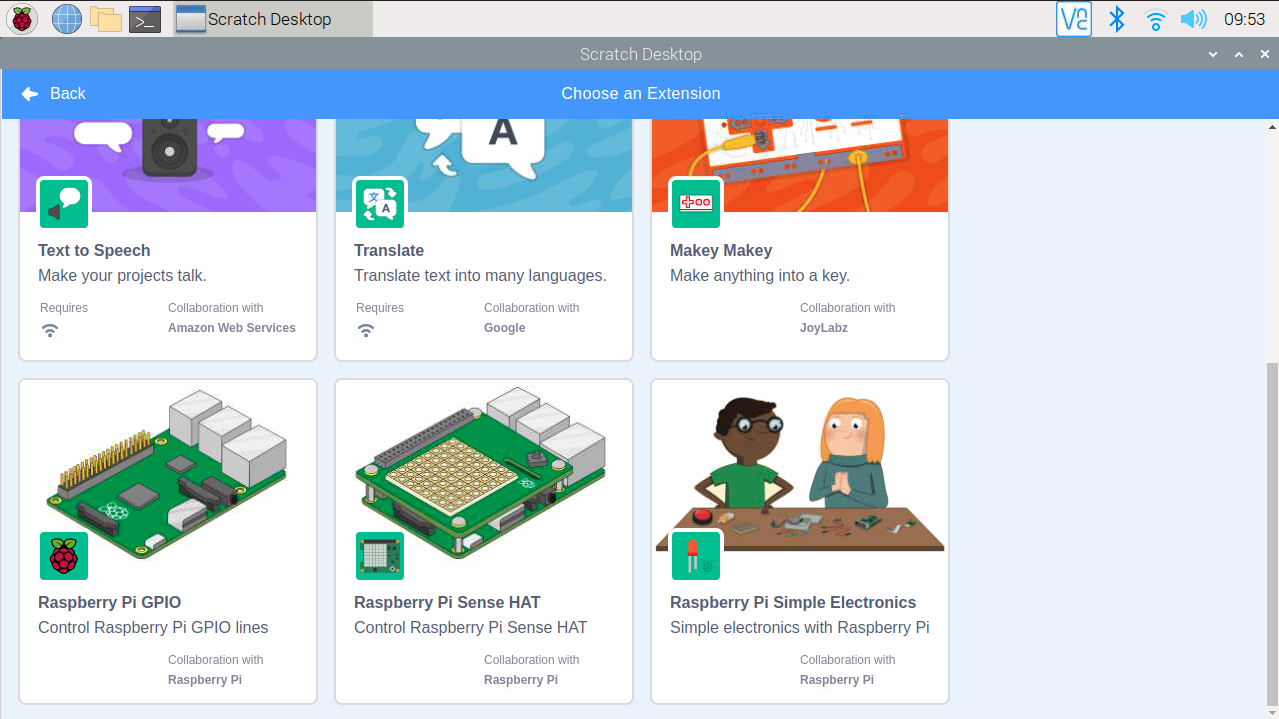 Scratch Desktop
09:53
Scratch Desktop
Back
Choose an Extension
A
Text to Speech
Make your projects talk.
Requires
Collaboration with
Amazon Web Services
文
A
Translate
Translate text into many languages.
Requires
Collaboration with
Google
Makey Makey
Make anything into a key.
Collaboration with
JoyLabz
Raspberry Pi GPIO
Control Raspberry Pi GPIO lines
Collaboration with
Raspberry Pi
Raspberry Pi Sense HAT
Control Raspberry Pi Sense HAT
Collaboration with
Raspberry Pi
Raspberry Pi Simple Electronics
Simple electronics with Raspberry Pi
Collaboration with
Raspberry Pi